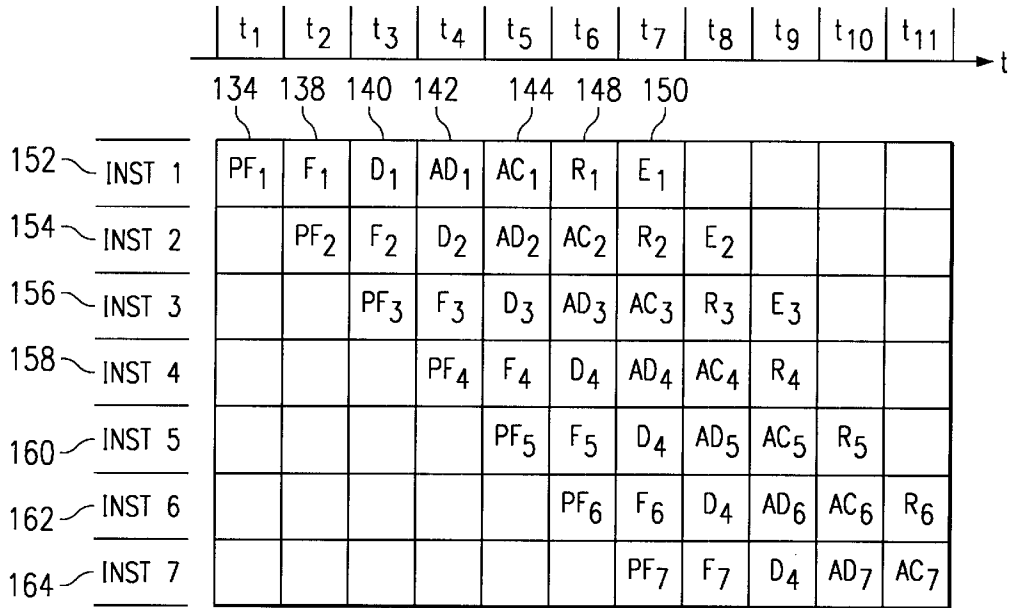 t1 t2 t3 t4 t5 t6 t7 t8 t9 t10 t11
t
134 138 140 142 144 148 150
152 INST 1 PF1 F1 D1 AD1 AC1 R1 E1
154 INST 2 PF2 F2 D2 AD2 AC2 R2 E2
156 INST 3 PF3 F3 D3 AD3 AC3 R3 E3
158 INST 4 PF4 F4 D4 AD4 AC4 R4
160 INST 5 PF5 F5 D4 AD5 AC5 R5
162 INST 6 PF6 F6 D4 AD6 AC6 R6
164 INST 7 PF7 F7 D4 AD7 AC7